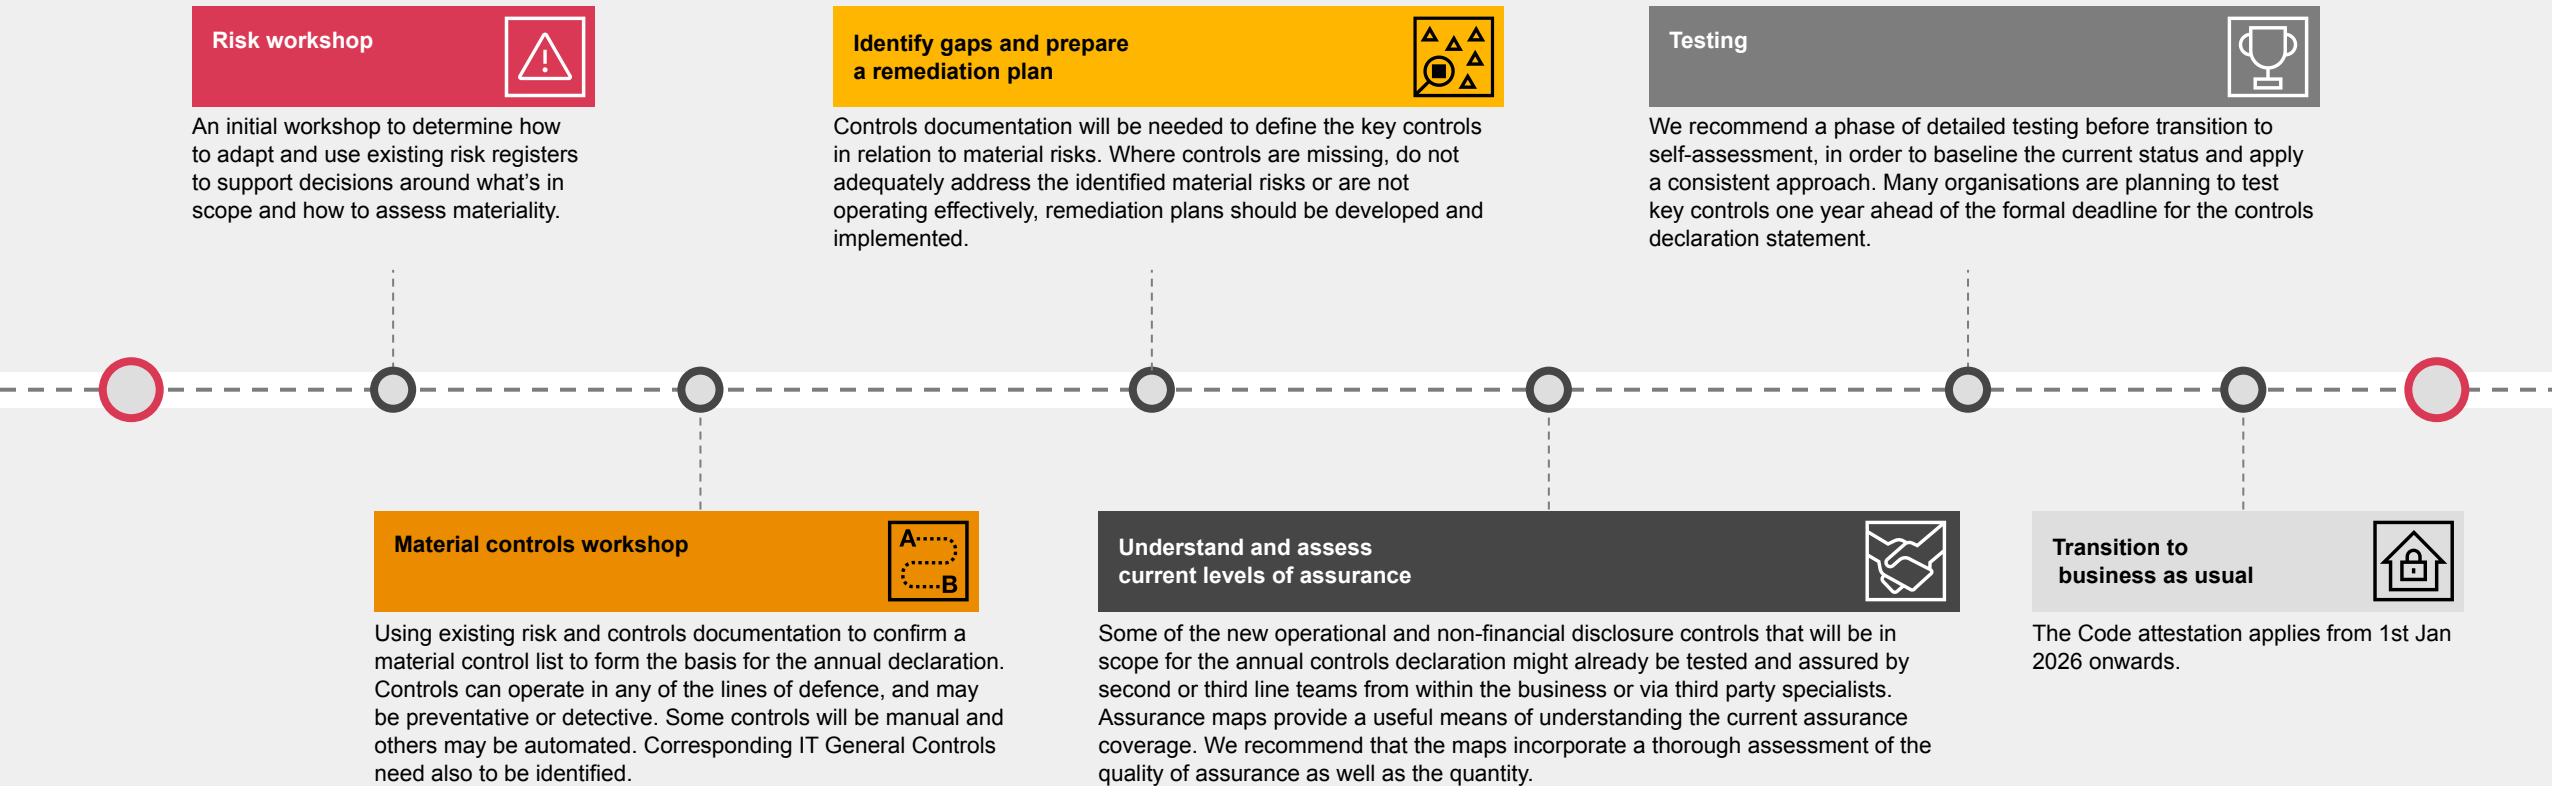 Risk workshop
An initial workshop to determine how
to adapt and use existing risk registers
to support decisions around what's in
scope and how to assess materiality.
Identify gaps and prepare
a remediation plan
Controls documentation will be needed to define the key controls
in relation to material risks. Where controls are missing, do not
adequately address the identified material risks or are not
operating effectively, remediation plans should be developed and
implemented.
Testing
We recommend a phase of detailed testing before transition to
self-assessment, in order to baseline the current status and apply
a consistent approach. Many organisations are planning to test
key controls one year ahead of the formal deadline for the controls
declaration statement.
Material controls workshop
A
B
Using existing risk and controls documentation to confirm a
material control list to form the basis for the annual declaration.
Controls can operate in any of the lines of defence, and may
be preventative or detective. Some controls will be manual and
others may be automated. Corresponding IT General Controls
need also to be identified.
Understand and assess
current levels of assurance
Some of the new operational and non-financial disclosure controls that will be in
scope for the annual controls declaration might already be tested and assured by
second or third line teams from within the business or via third party specialists.
Assurance maps provide a useful means of understanding the current assurance
coverage. We recommend that the maps incorporate a thorough assessment of the
quality of assurance as well as the quantity.
Transition to
business as usual
The Code attestation applies from 1st Jan
2026 onwards.